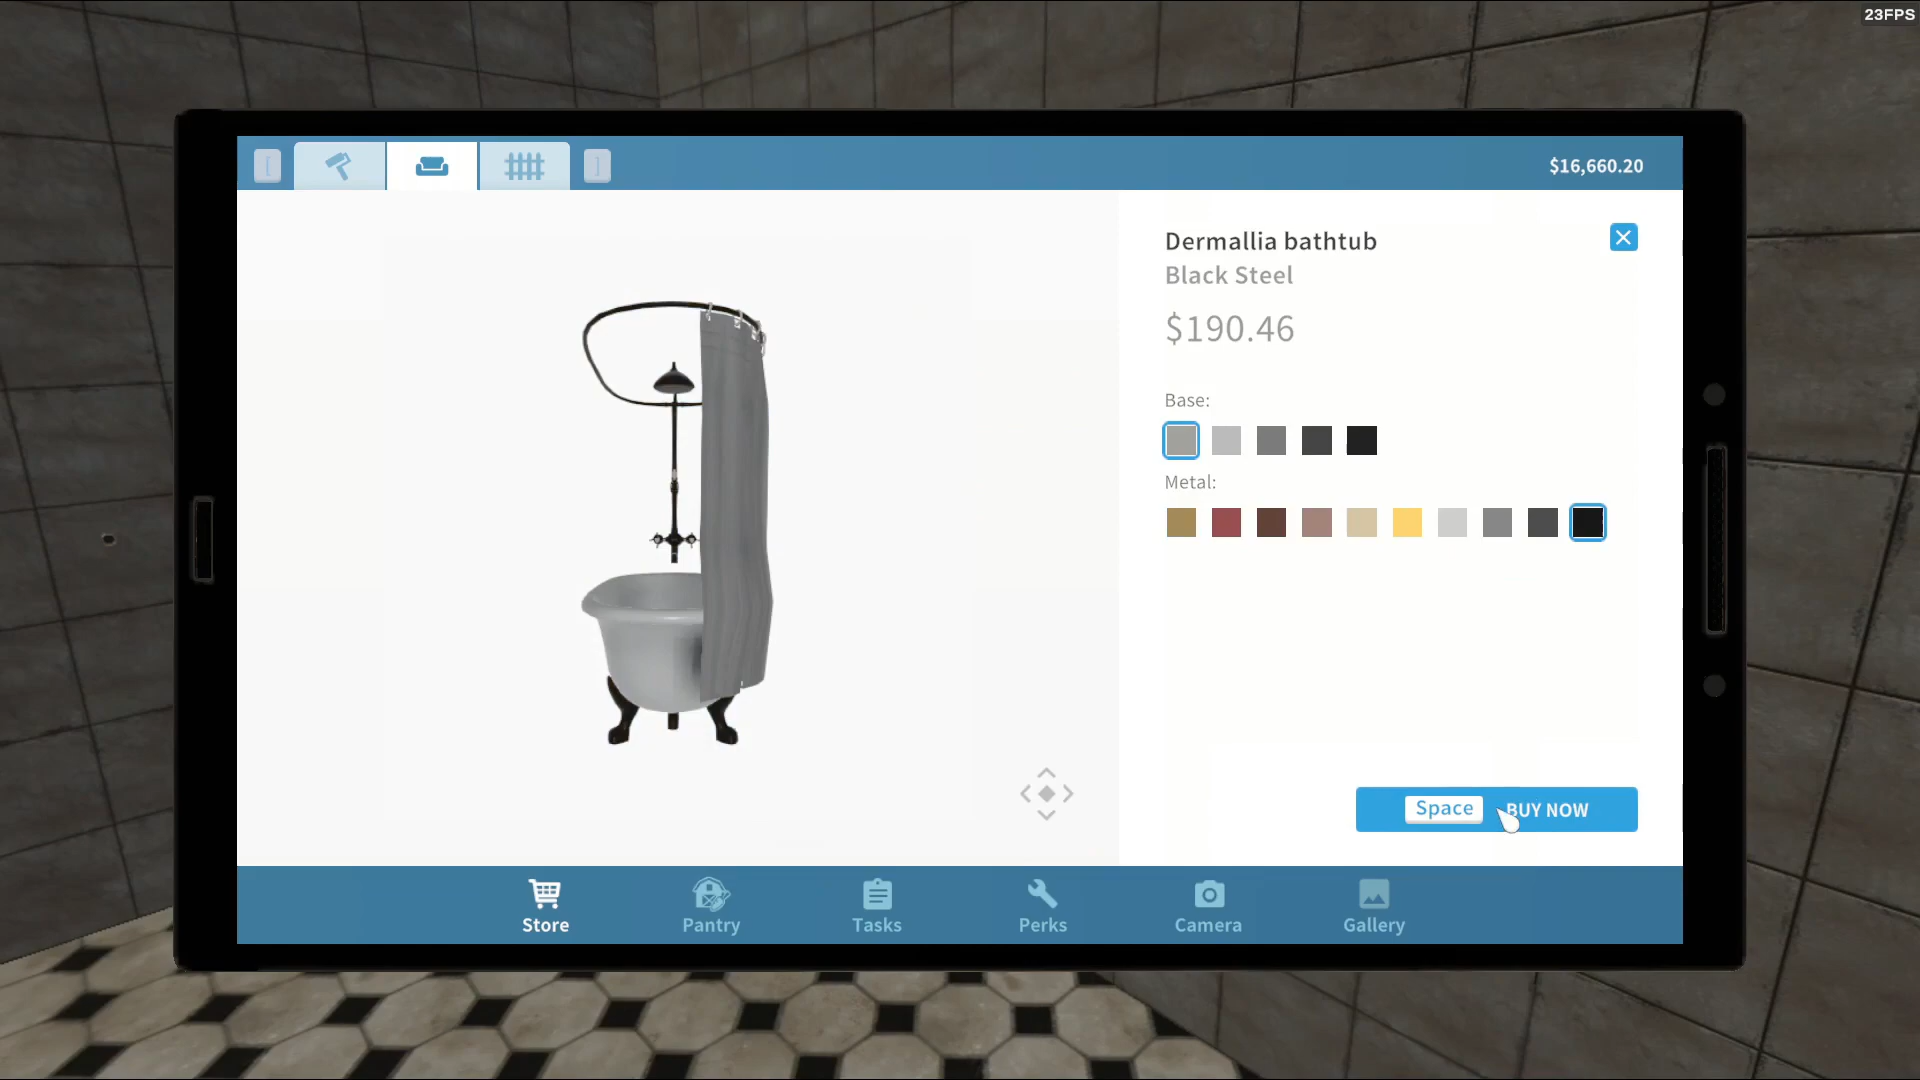 23FPS
[
]
$16,660.20
Dermallia bathtub
Black Steel
$190.46
Base:
Metal:
Space BUY NOW
Store
Pantry
Tasks
Perks
Camera
Gallery